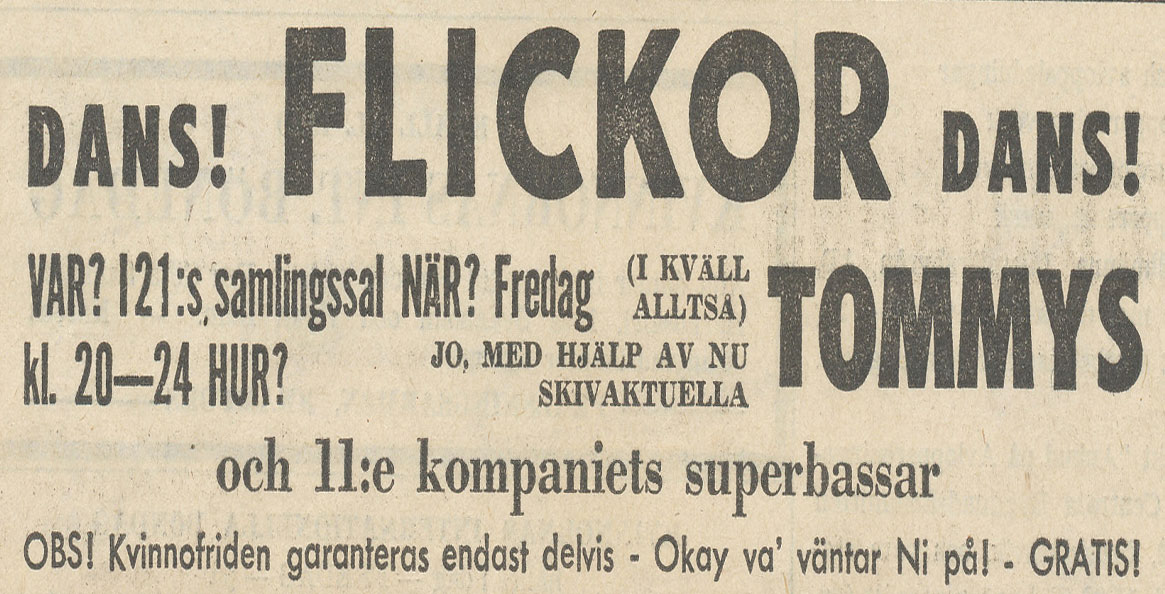 DANS! FLICKOR DANS!
VAR? I 21:s samlingssal NÄR? Fredag (I KVÄLL ALLTSÅ)
kl. 20—24 HUR? JO, MED HJÄLP AV NU SKIVAKTUELLA TOMMYS
och 11:e kompaniets superbassar
OBS! Kvinnofriden garanteras endast delvis - Okay va' väntar Ni på! - GRATIS!